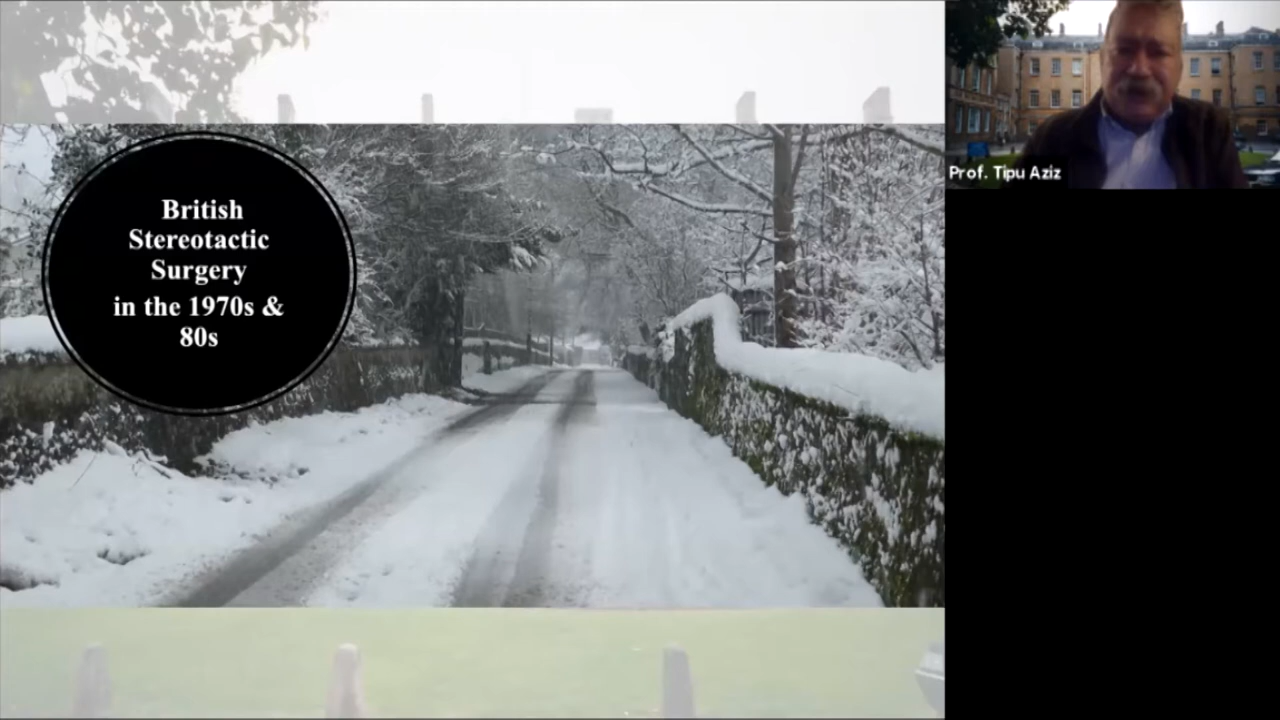 British
Stereotactic
Surgery
in the 1970s &
80s
Prof. Tipu Aziz